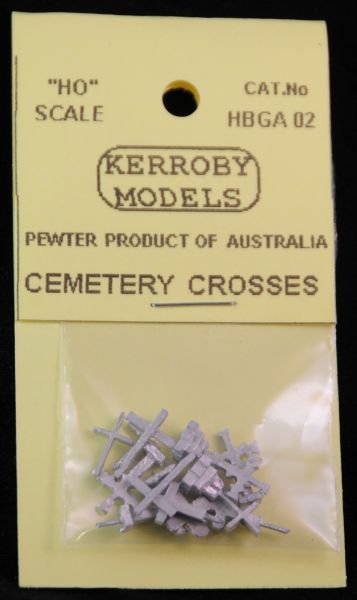 "HO"
SCALE
CAT.No
HBGA 02
KERROBY
MODELS
PEWTER PRODUCT OF AUSTRALIA
CEMETERY CROSSES